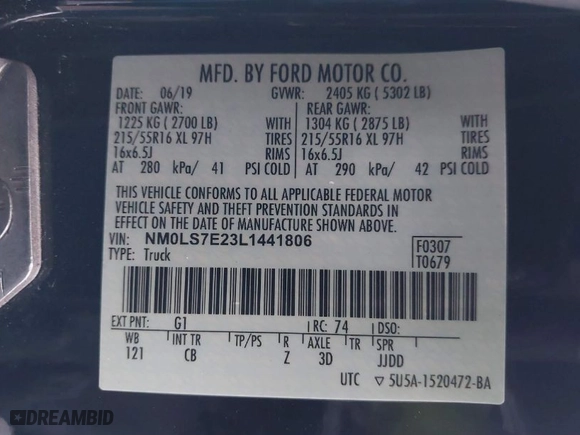 MFD. BY FORD MOTOR CO.
DATE: 06/19 GVWR: 2405 KG ( 5302 LB)
FRONT GAWR: REAR GAWR:
1225 KG ( 2700 LB) WITH 1304 KG ( 2875 LB) WITH
215/55R16 XL 97H TIRES 215/55R16 XL 97H TIRES
16x6.5J RIMS 16x6.5J RIMS
AT 280 kPa/ 41 PSI COLD AT 290 kPa/ 42 PSI COLD
THIS VEHICLE CONFORMS TO ALL APPLICABLE FEDERAL MOTOR
VEHICLE SAFETY AND THEFT PREVENTION STANDARDS IN
EFFECT ON THE DATE OF MANUFACTURE SHOWN ABOVE.
VIN: NM0LS7E23L1441806 F0307
TYPE: Truck T0679
EXT PNT: G1 RC: 74 DSO:
WB INT TR TP/PS R AXLE TR SPR
121 CB Z 3D JJDD
UTC ▽5U5A-1520472-BA
DREAMBID